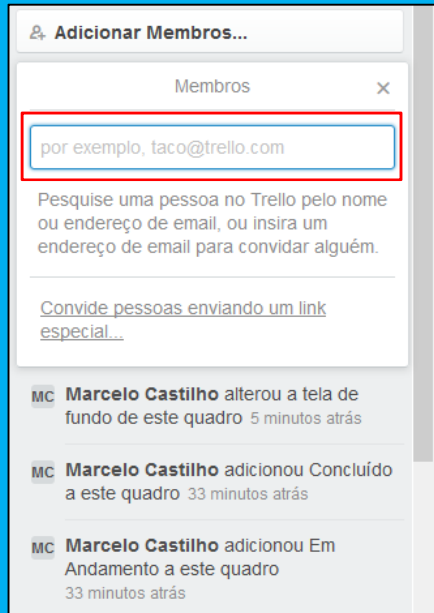 Adicionar Membros...
Membros
por exemplo, taco@trello.com
Pesquise uma pessoa no Trello pelo nome
ou endereço de email, ou insira um
endereço de email para convidar alguém.
Convide pessoas enviando um link
especial...
MC Marcelo Castilho alterou a tela de
fundo de este quadro 5 minutos atrás
MC Marcelo Castilho adicionou Concluído
a este quadro 33 minutos atrás
MC Marcelo Castilho adicionou Em
Andamento a este quadro
33 minutos atrás